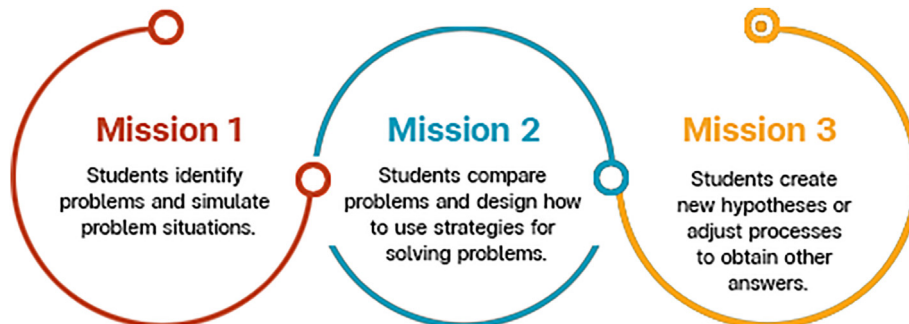 Mission 1
Students identify
problems and simulate
problem situations.
Mission 2
Students compare
problems and design how
to use strategies for
solving problems.
Mission 3
Students create
new hypotheses or
adjust processes
to obtain other
answers.